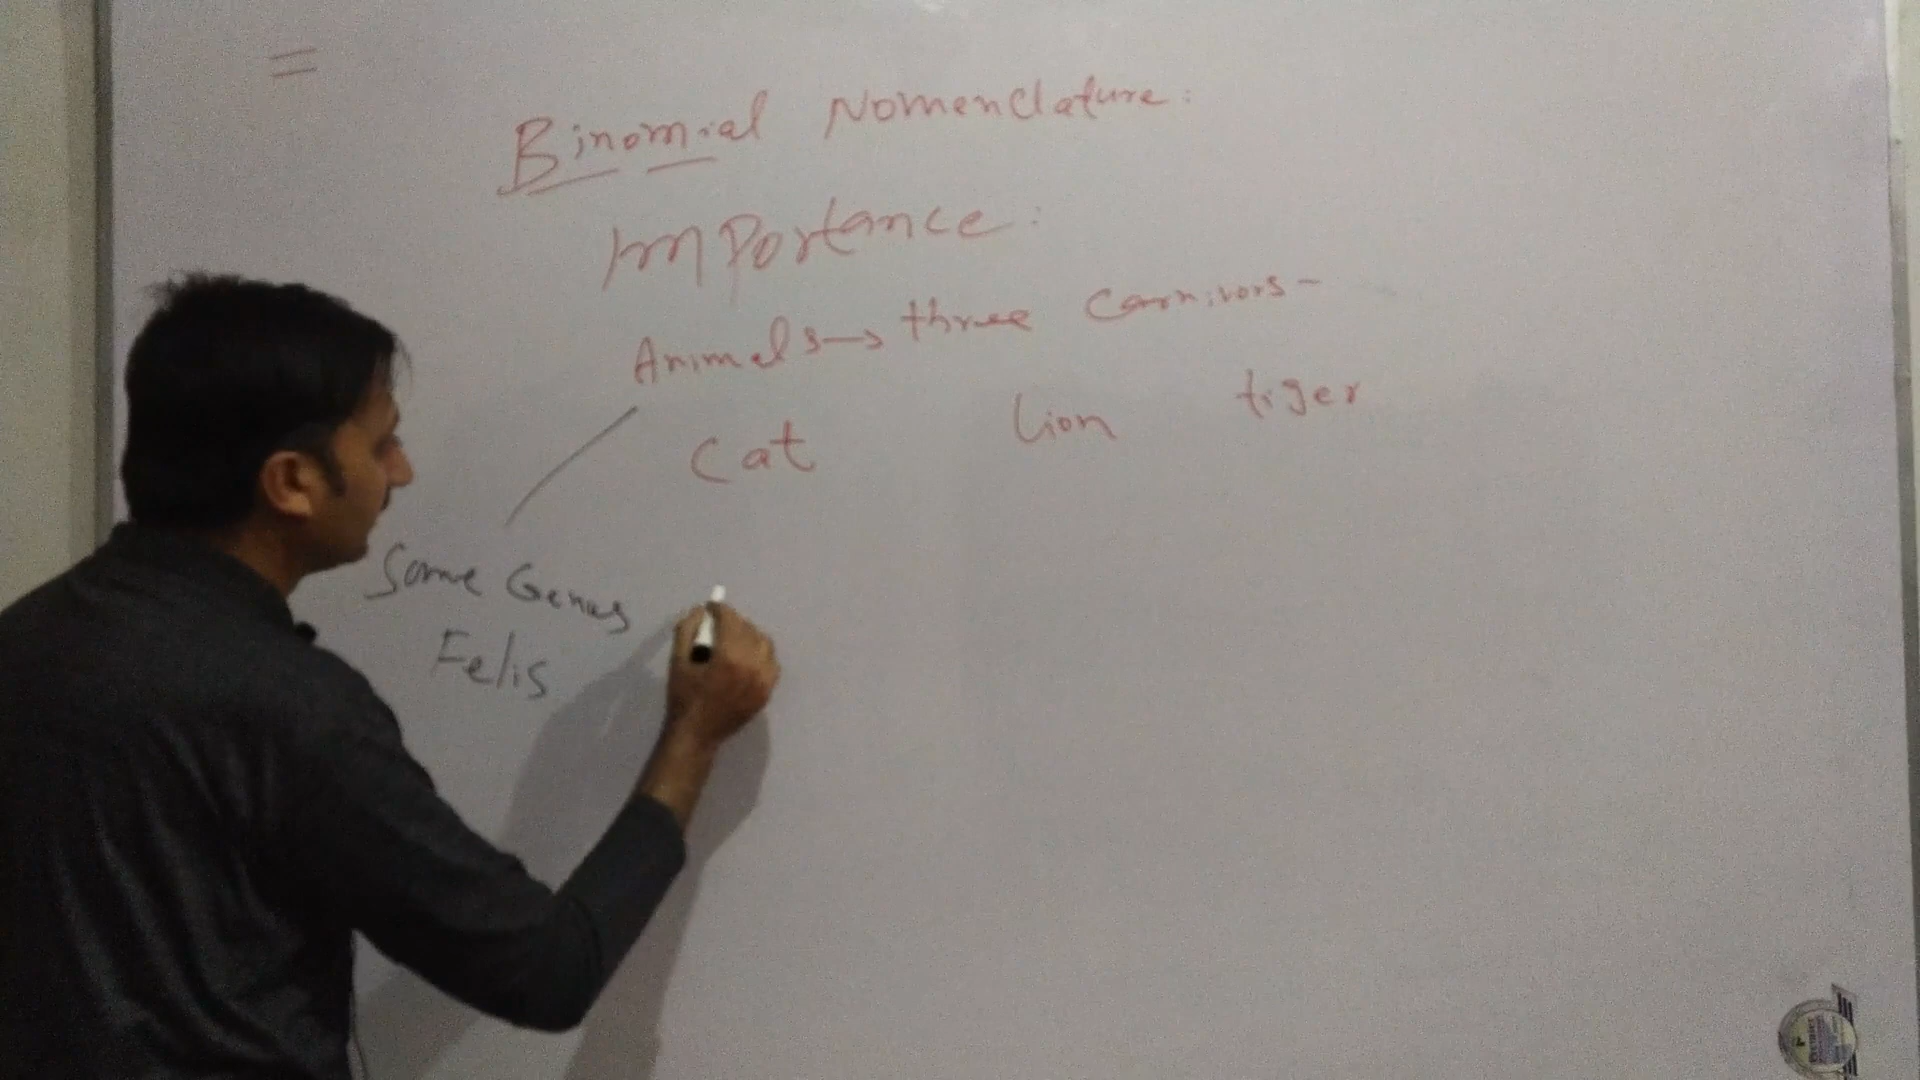 =
Binomial Nomenclature:
Importance:
Animals → three Carnivors -
Cat lion tiger
Same Genus
Felis